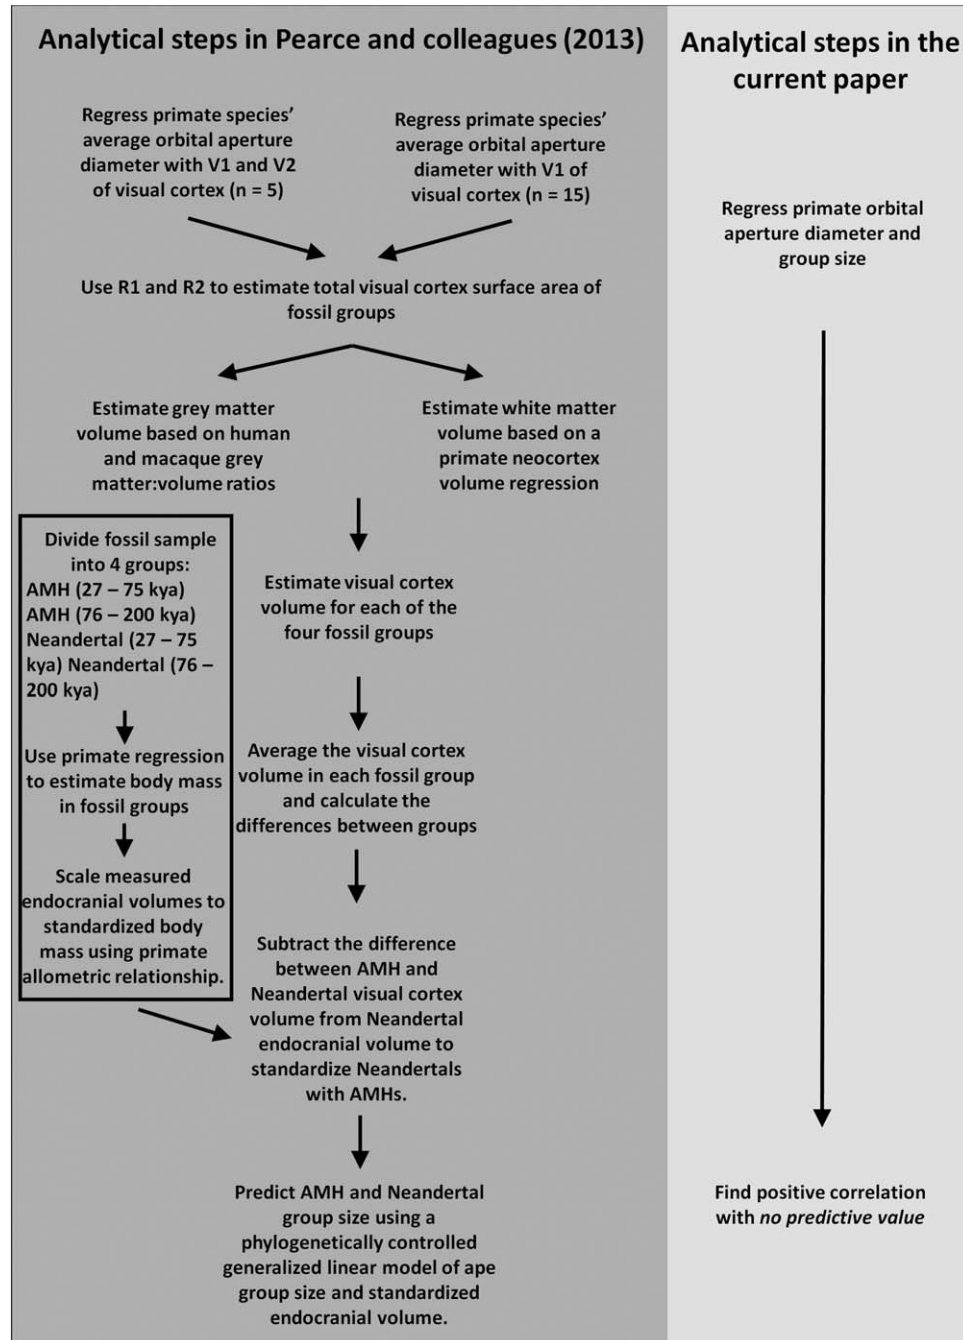 Analytical steps in Pearce and colleagues (2013)
Regress primate species’
average orbital aperture
diameter with V1 and V2
of visual cortex (n = 5)
Regress primate species’
average orbital aperture
diameter with V1 of
visual cortex (n = 15)
Use R1 and R2 to estimate total visual cortex surface area of
fossil groups
Estimate grey matter
volume based on human
and macaque grey
matter:volume ratios
Estimate white matter
volume based on a
primate neocortex
volume regression
Divide fossil sample
into 4 groups:
AMH (27 – 75 kya)
AMH (76 – 200 kya)
Neandertal (27 – 75
kya) Neandertal (76 –
200 kya)
Use primate regression
to estimate body mass
in fossil groups
Scale measured
endocranial volumes to
standardized body
mass using primate
allometric relationship.
Estimate visual cortex
volume for each of the
four fossil groups
Average the visual cortex
volume in each fossil group
and calculate the
differences between groups
Subtract the difference
between AMH and
Neandertal visual cortex
volume from Neandertal
endocranial volume to
standardize Neandertals
with AMHs.
Predict AMH and Neandertal
group size using a
phylogenetically controlled
generalized linear model of ape
group size and standardized
endocranial volume.
Analytical steps in the
current paper
Regress primate orbital
aperture diameter and
group size
Find positive correlation
with no predictive value